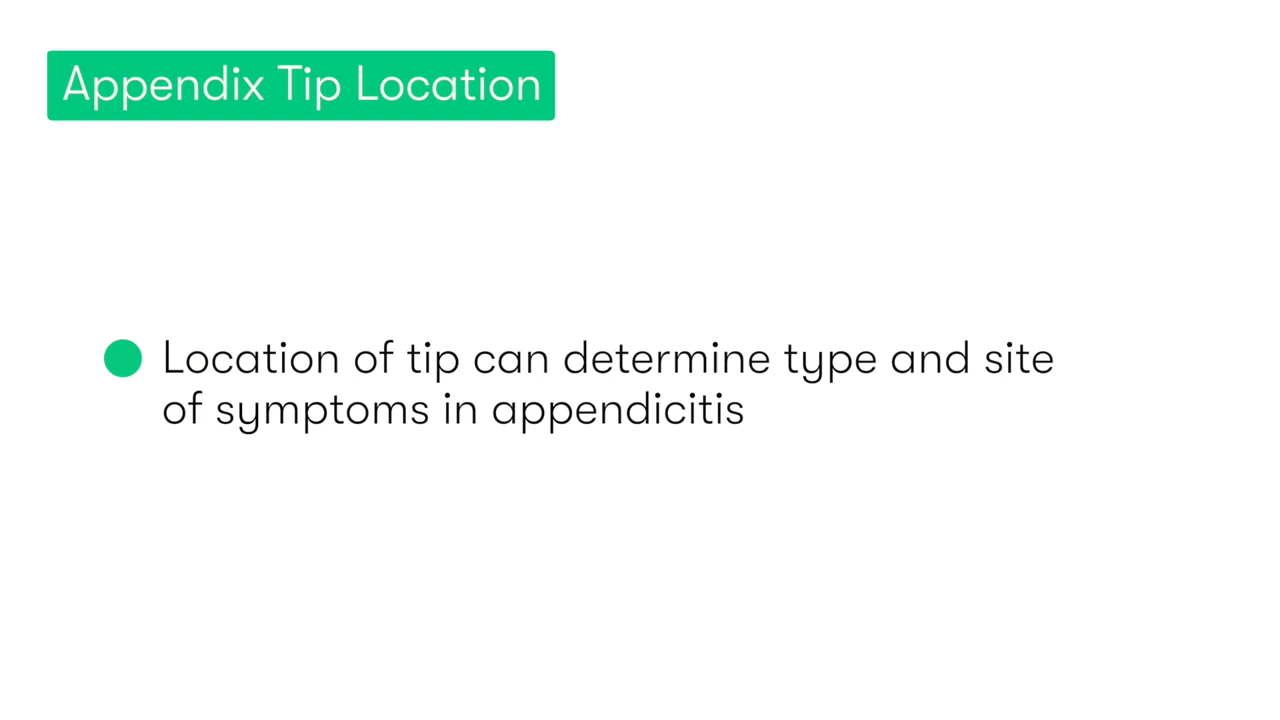 Appendix Tip Location
Location of tip can determine type and site
of symptoms in appendicitis